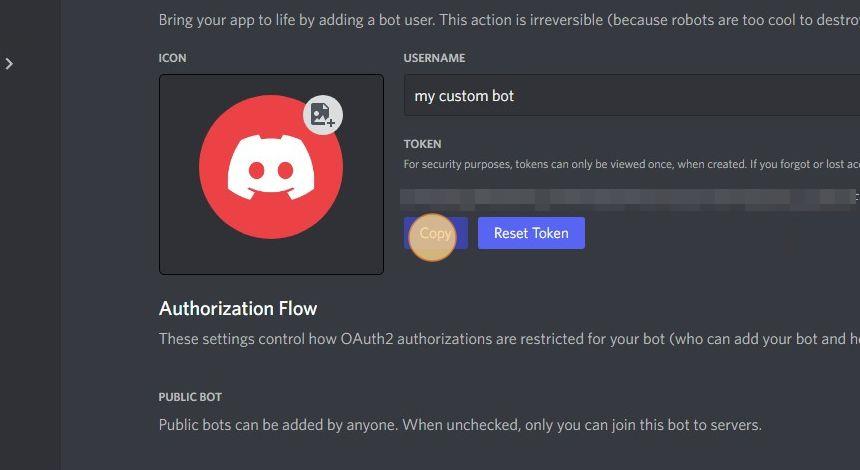 Bring your app to life by adding a bot user. This action is irreversible (because robots are too cool to destro
ICON
USERNAME
my custom bot
TOKEN
For security purposes, tokens can only be viewed once, when created. If you forgot or lost acc
Copy
Reset Token
Authorization Flow
These settings control how OAuth2 authorizations are restricted for your bot (who can add your bot and h
PUBLIC BOT
Public bots can be added by anyone. When unchecked, only you can join this bot to servers.